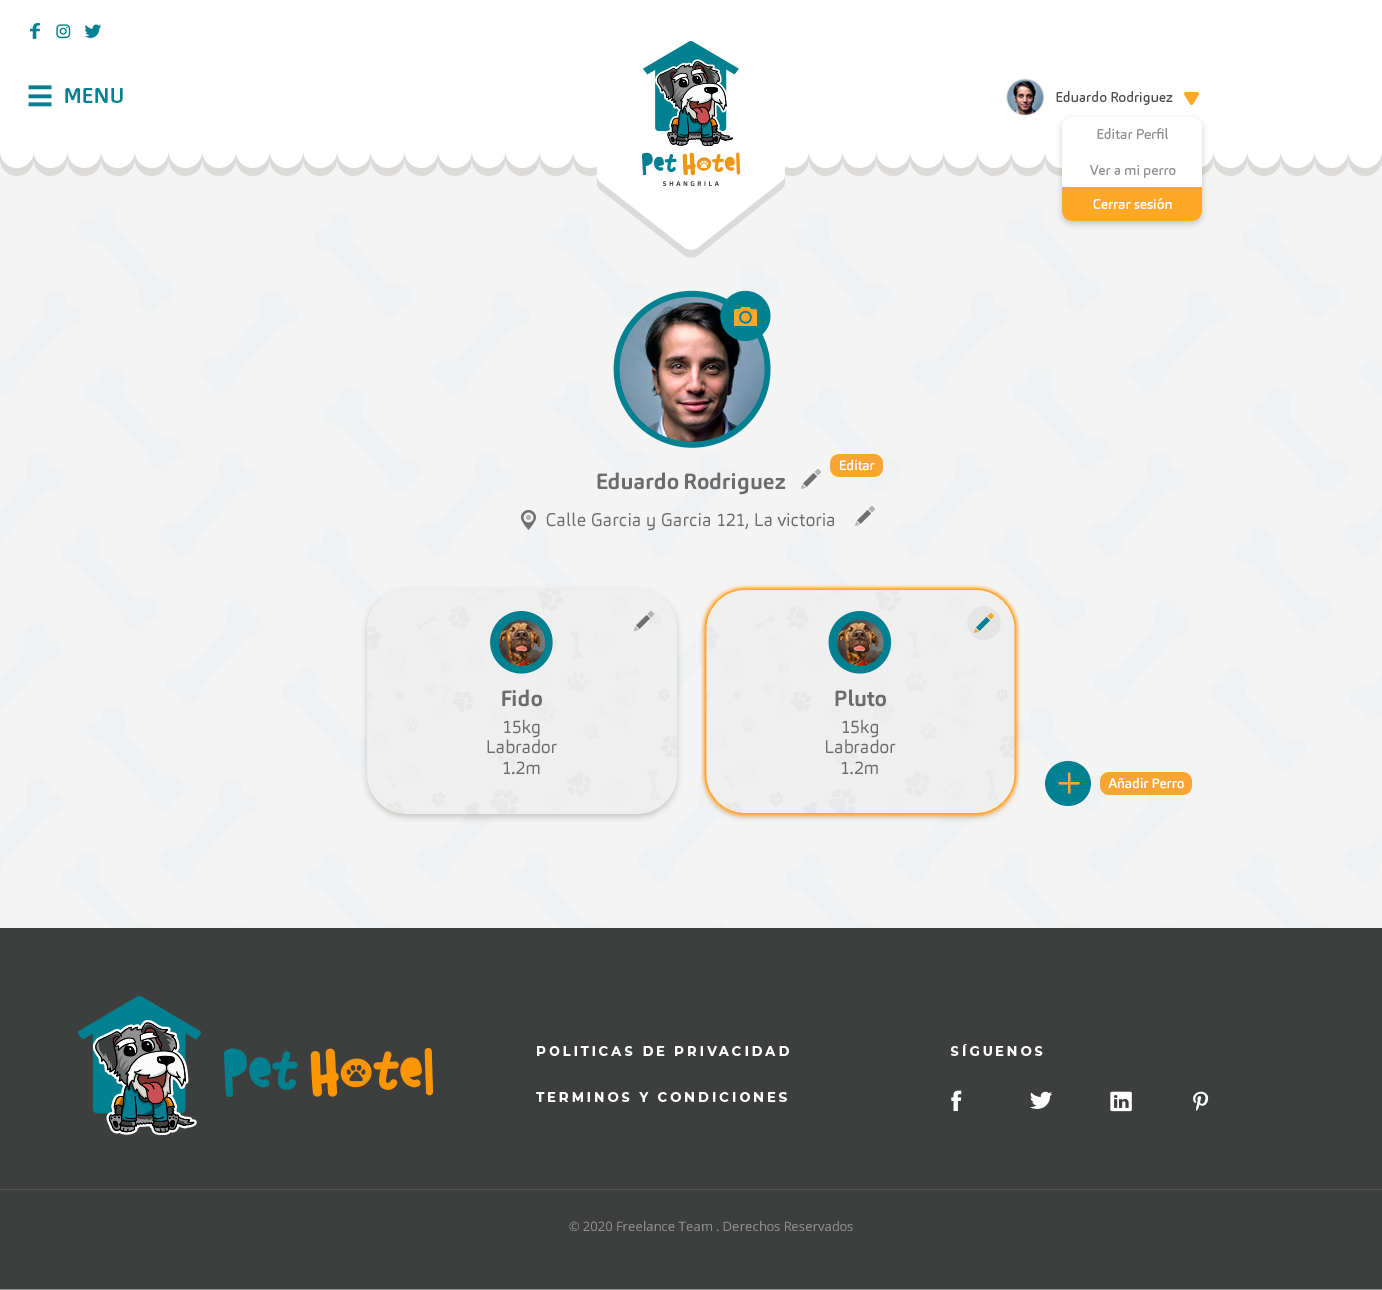 MENU
Pet Hotel
SHANGRILA
Eduardo Rodriguez
Editar Perfil
Ver a mi perro
Cerrar sesión
Editar
Eduardo Rodriguez
Calle Garcia y Garcia 121, La victoria
Fido
15kg
Labrador
1.2m
Pluto
15kg
Labrador
1.2m
Añadir Perro
Pet Hotel
POLITICAS DE PRIVACIDAD
TERMINOS Y CONDICIONES
SÍGUENOS
© 2020 Freelance Team . Derechos Reservados